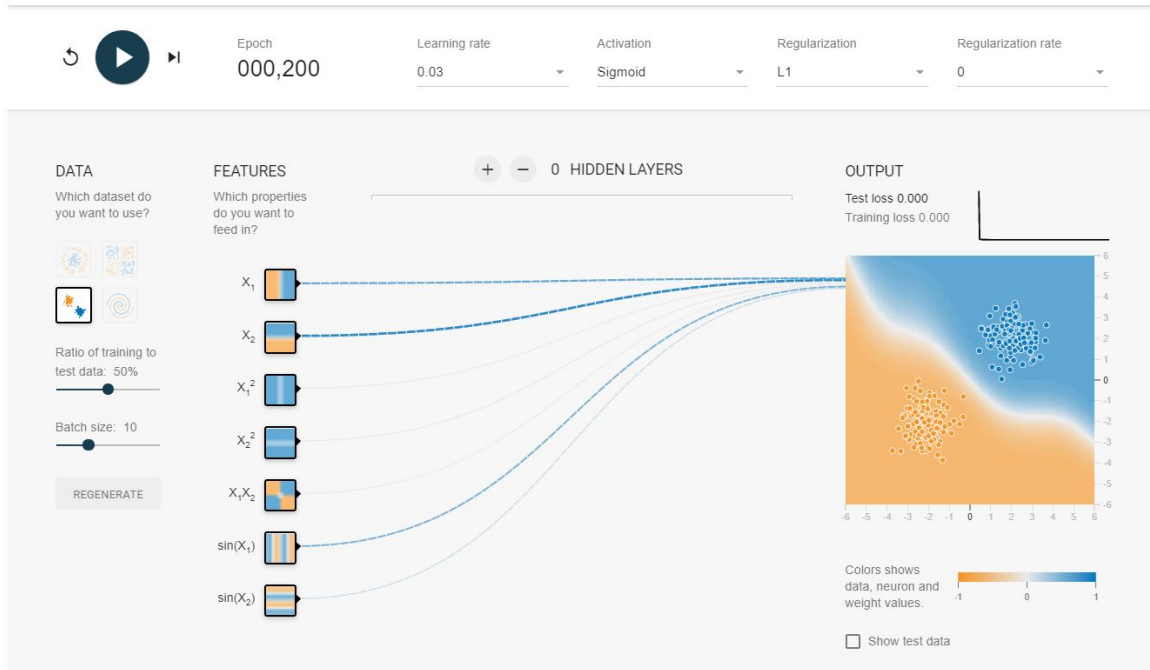 Epoch
000,200
Learning rate
0.03
Activation
Sigmoid
Regularization
L1
Regularization rate
0
DATA
Which dataset do
you want to use?
Ratio of training to
test data: 50%
Batch size: 10
REGENERATE
FEATURES
Which properties
do you want to
feed in?
X₁
X₂
X₁²
X₂²
X₁X₂
sin(X₁)
sin(X₂)
+ − 0 HIDDEN LAYERS
OUTPUT
Test loss 0.000
Training loss 0.000
6
5
4
3
2
1
0
-1
-2
-3
-4
-5
-6
-6 -5 -4 -3 -2 -1 0 1 2 3 4 5 6
Colors shows
data, neuron and
weight values.
-1 0 1
Show test data